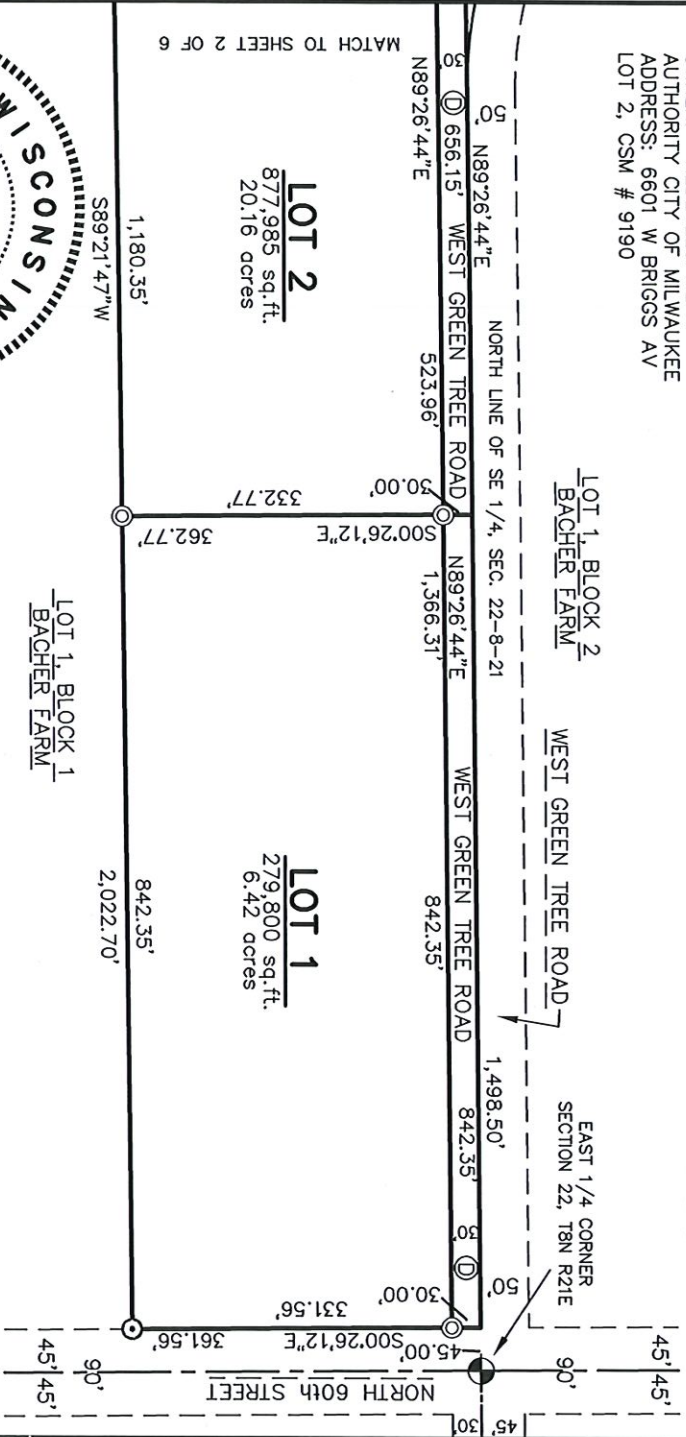 AUTHORITY CITY OF MILWAUKEE
ADDRESS: 6601 W BRIGGS AV
LOT 2, CSM # 9190
LOT 1, BLOCK 2
BACHER FARM
WEST GREEN TREE ROAD
EAST 1/4 CORNER
SECTION 22, T8N R21E
45' 45'
90'
NORTH LINE OF SE 1/4, SEC. 22-8-21
50'
N89°26'44"E
1,498.50'
50'
30'
D
656.15'
WEST GREEN TREE ROAD
30.00'
N89°26'44"E
1,366.31'
WEST GREEN TREE ROAD
842.35'
30'
D
30.00'
45.00'
45'
30'
N89°26'44"E
523.96'
842.35'
MATCH TO SHEET 2 OF 6
LOT 2
877,985 sq.ft.
20.16 acres
332.77'
362.77'
S00°26'12"E
LOT 1
279,800 sq.ft.
6.42 acres
331.56'
361.56'
S00°26'12"E
NORTH 60th STREET
1,180.35'
S89°21'47"W
842.35'
2,022.70'
90'
45' 45'
LOT 1, BLOCK 1
BACHER FARM
WISCONSIN